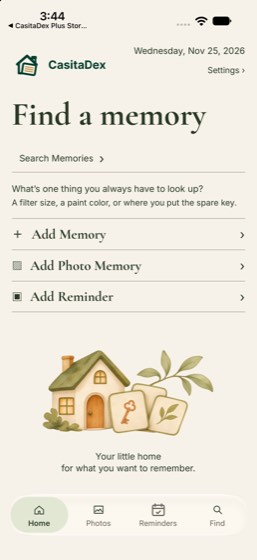 3:44
◀ CasitaDex Plus Stor...
Wednesday, Nov 25, 2026
CasitaDex
Settings ›
Find a memory
Search Memories ›
What's one thing you always have to look up?
A filter size, a paint color, or where you put the spare key.
+ Add Memory ›
Add Photo Memory ›
Add Reminder ›
Your little home
for what you want to remember.
Home
Photos
Reminders
Find